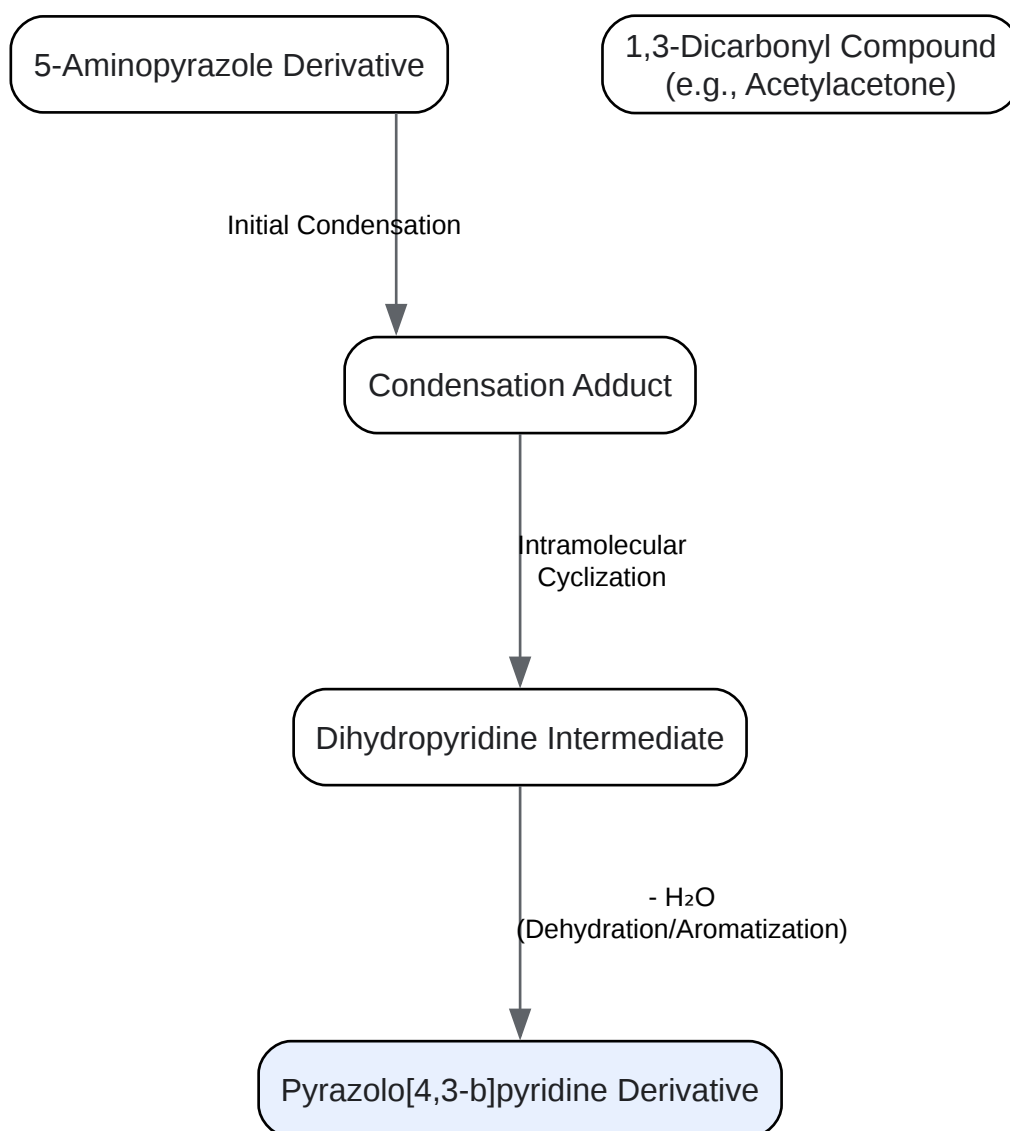 5-Aminopyrazole Derivative
1,3-Dicarbonyl Compound
(e.g., Acetylacetone)
Initial Condensation
Condensation Adduct
Intramolecular
Cyclization
Dihydropyridine Intermediate
- H₂O
(Dehydration/Aromatization)
Pyrazolo[4,3-b]pyridine Derivative